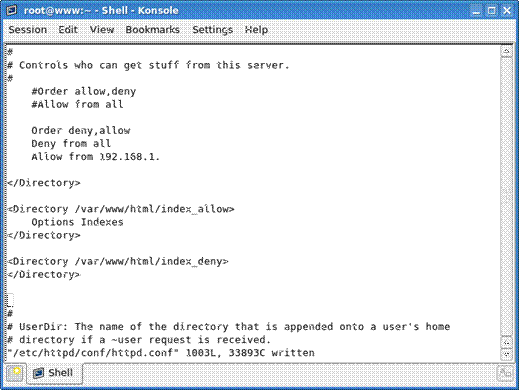 root@www:~ - Shell - Konsole
Session Edit View Bookmarks Settings Help
#
# Controls who can get stuff from this server.
#
#Order allow,deny
#Allow from all
Order deny,allow
Deny from all
Allow from 192.168.1.
</Directory>
<Directory /var/www/html/index_allow>
Options Indexes
</Directory>
<Directory /var/www/html/index_deny>
</Directory>
#
# UserDir: The name of the directory that is appended onto a user's home
# directory if a ~user request is received.
"/etc/httpd/conf/httpd.conf" 1003L, 33893C written
Shell